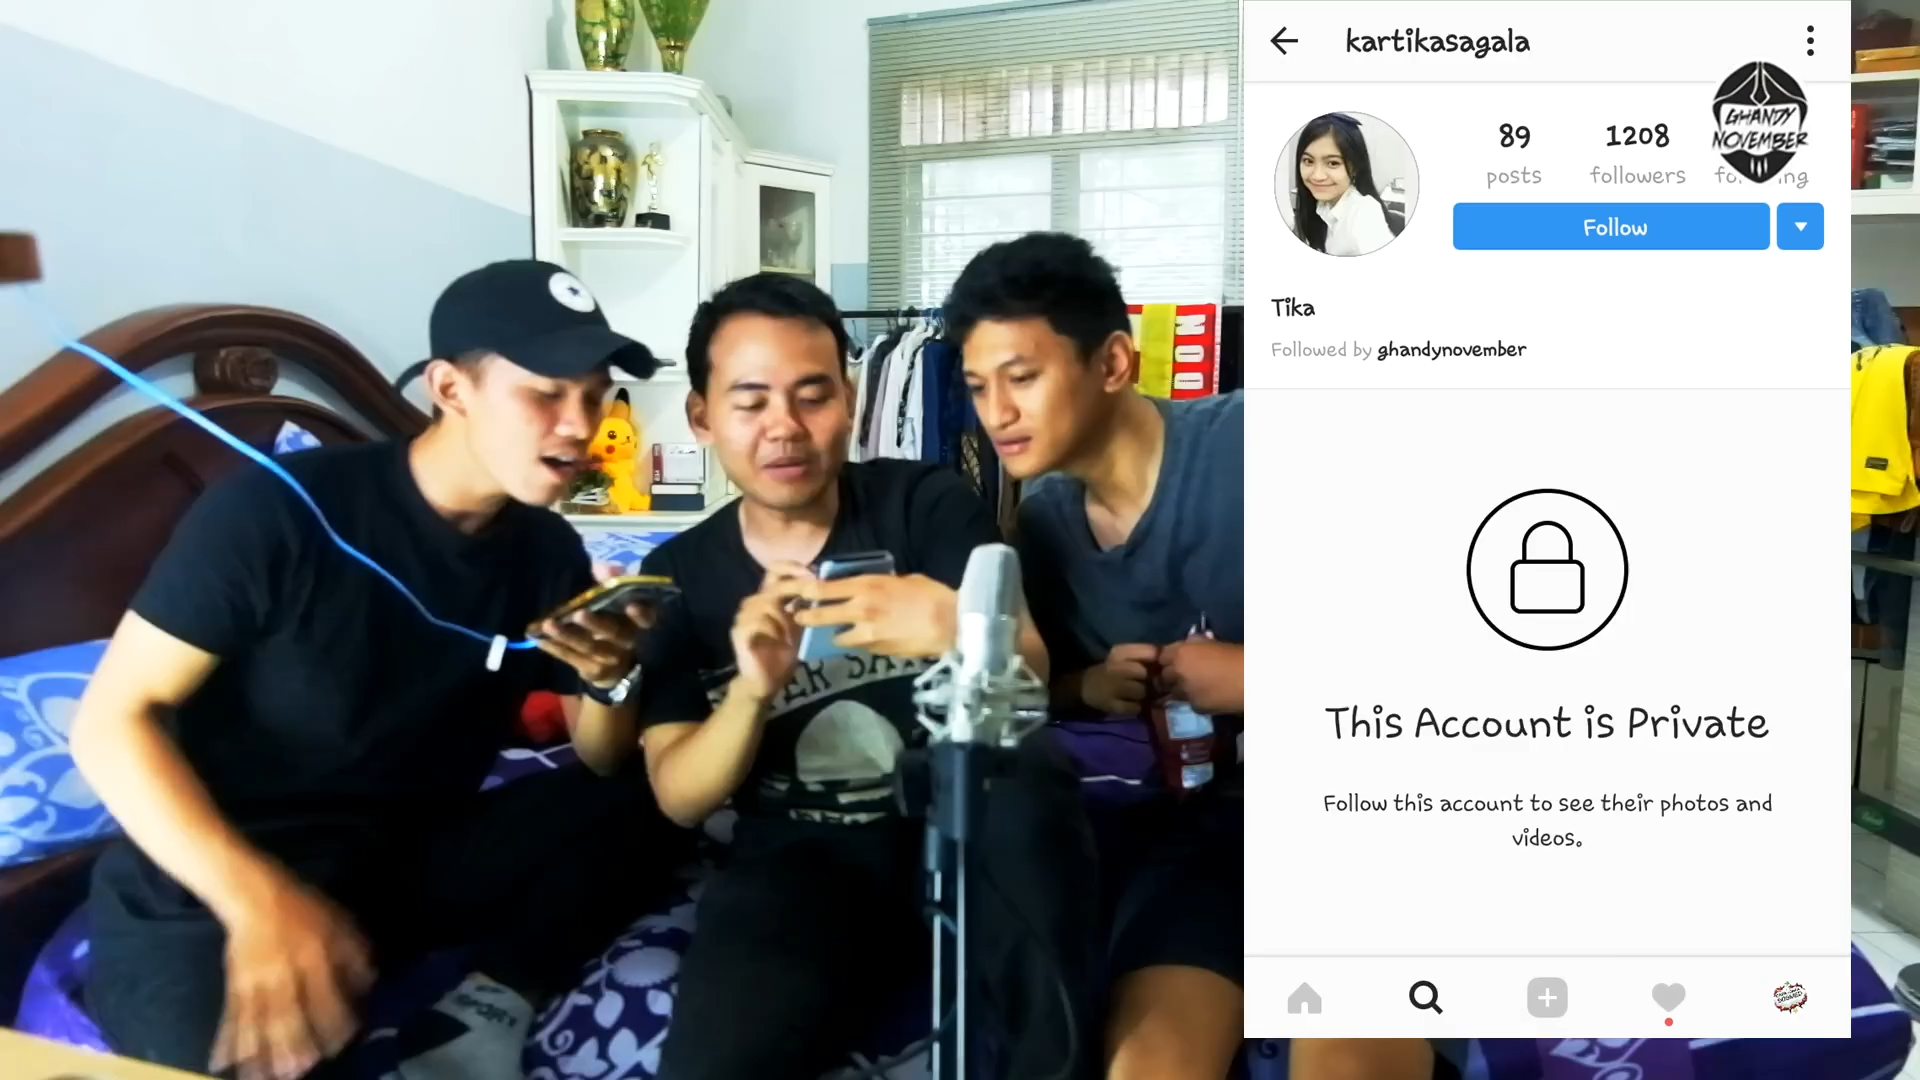 kartikasagala
GHANDY
NOVEMBER
89
1208
posts
followers
Follow
Tika
Followed by ghandynovember
This Account is Private
Follow this account to see their photos and
videos。